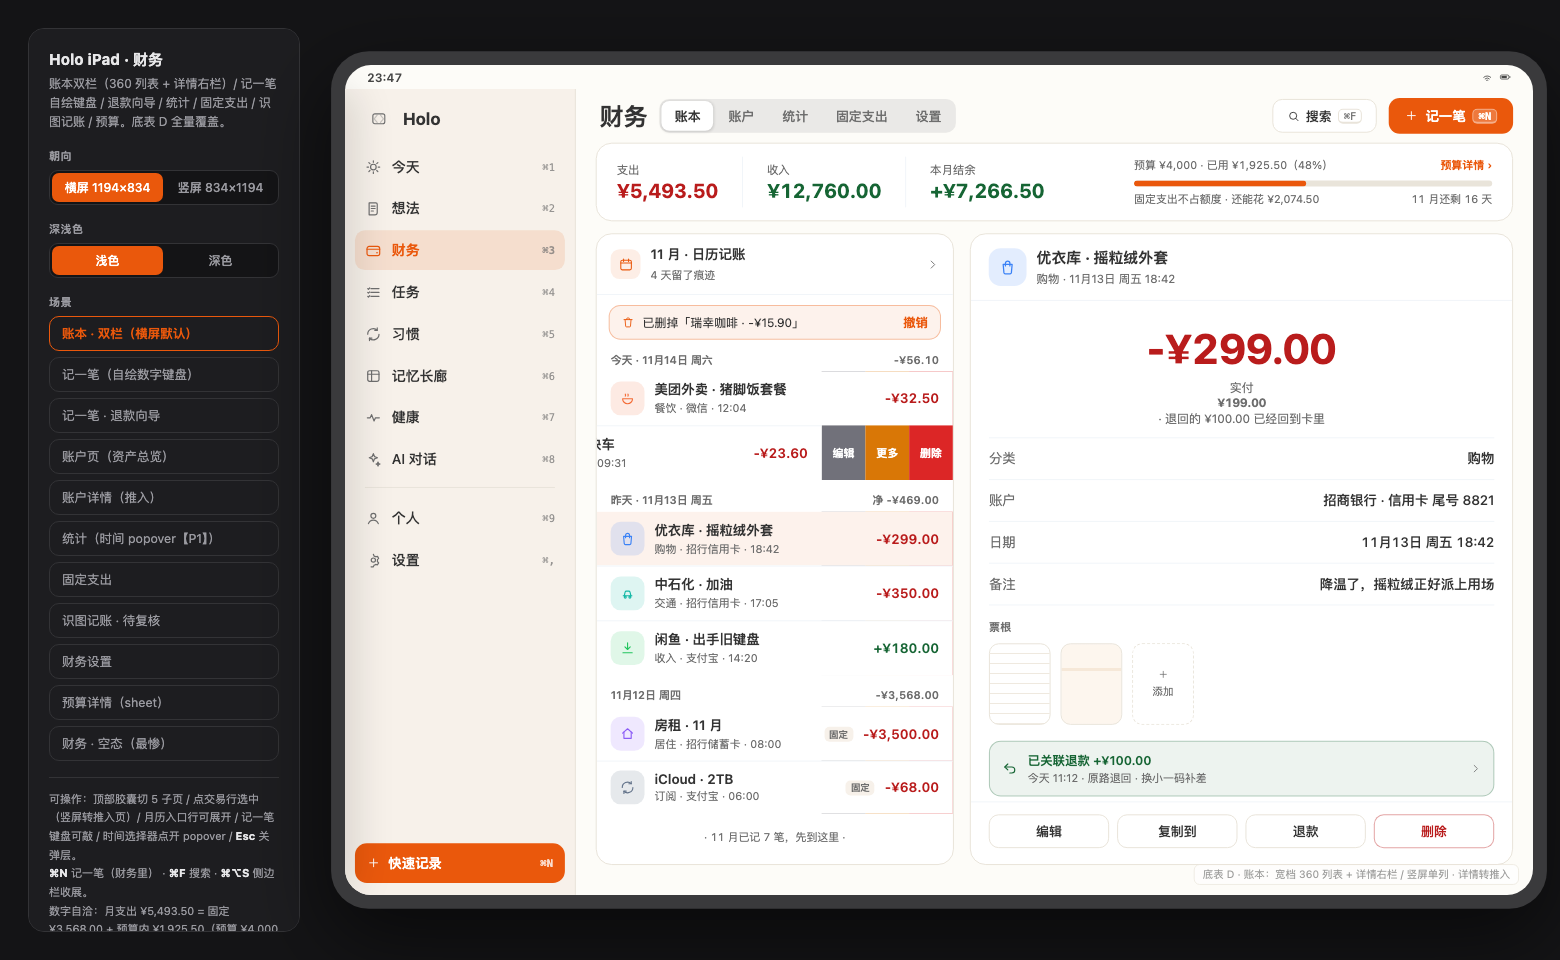 Holo iPad · 财务
账本双栏（360 列表 + 详情右栏）/ 记一笔
自绘键盘 / 退款向导 / 统计 / 固定支出 / 识
图记账 / 预算。底表 D 全量覆盖。
朝向
横屏 1194×834
竖屏 834×1194
深浅色
浅色
深色
场景
账本 · 双栏（横屏默认）
记一笔（自绘数字键盘）
记一笔 · 退款向导
账户页（资产总览）
账户详情（推入）
统计（时间 popover【P1】）
固定支出
识图记账 · 待复核
财务设置
预算详情（sheet）
财务 · 空态（最惨）
可操作：顶部胶囊切 5 子页 / 点交易行选中
（竖屏转推入页）/ 月历入口行可展开 / 记一笔
键盘可敲 / 时间选择器点开 popover / Esc 关
弹层。
⌘N 记一笔（财务里） · ⌘F 搜索 · ⌘⌥S 侧边
栏收展。
数字自洽：月支出 ¥5,493.50 = 固定
¥3,568.00 + 预算内 ¥1,925.50（预算 ¥4,000
23:47
Holo
今天 ⌘1
想法 ⌘2
财务 ⌘3
任务 ⌘4
习惯 ⌘5
记忆长廊 ⌘6
健康 ⌘7
AI 对话 ⌘8
个人 ⌘9
设置 ⌘,
+ 快速记录 ⌘N
财务
账本
账户
统计
固定支出
设置
搜索 ⌘F
+ 记一笔 ⌘N
支出
¥5,493.50
收入
¥12,760.00
本月结余
+¥7,266.50
预算 ¥4,000 · 已用 ¥1,925.50（48%）
预算详情 ›
固定支出不占额度 · 还能花 ¥2,074.50
11 月还剩 16 天
11 月 · 日历记账
4 天留了痕迹
已删掉「瑞幸咖啡 · -¥15.90」 撤销
今天 · 11月14日 周六 -¥56.10
美团外卖 · 猪脚饭套餐
餐饮 · 微信 · 12:04
-¥32.50
车
09:31
-¥23.60
编辑
更多
删除
昨天 · 11月13日 周五 净 -¥469.00
优衣库 · 摇粒绒外套
购物 · 招行信用卡 · 18:42
-¥299.00
中石化 · 加油
交通 · 招行信用卡 · 17:05
-¥350.00
闲鱼 · 出手旧键盘
收入 · 支付宝 · 14:20
+¥180.00
11月12日 周四 -¥3,568.00
房租 · 11 月
居住 · 招行储蓄卡 · 08:00
固定 -¥3,500.00
iCloud · 2TB
订阅 · 支付宝 · 06:00
固定 -¥68.00
· 11 月已记 7 笔，先到这里 ·
优衣库 · 摇粒绒外套
购物 · 11月13日 周五 18:42
-¥299.00
实付
¥199.00
· 退回的 ¥100.00 已经回到卡里
分类 购物
账户 招商银行 · 信用卡 尾号 8821
日期 11月13日 周五 18:42
备注 降温了，摇粒绒正好派上用场
票根
+
添加
已关联退款 +¥100.00
今天 11:12 · 原路退回 · 换小一码补差
编辑
复制到
退款
删除
底表 D · 账本：宽档 360 列表 + 详情右栏 / 竖屏单列 · 详情转推入